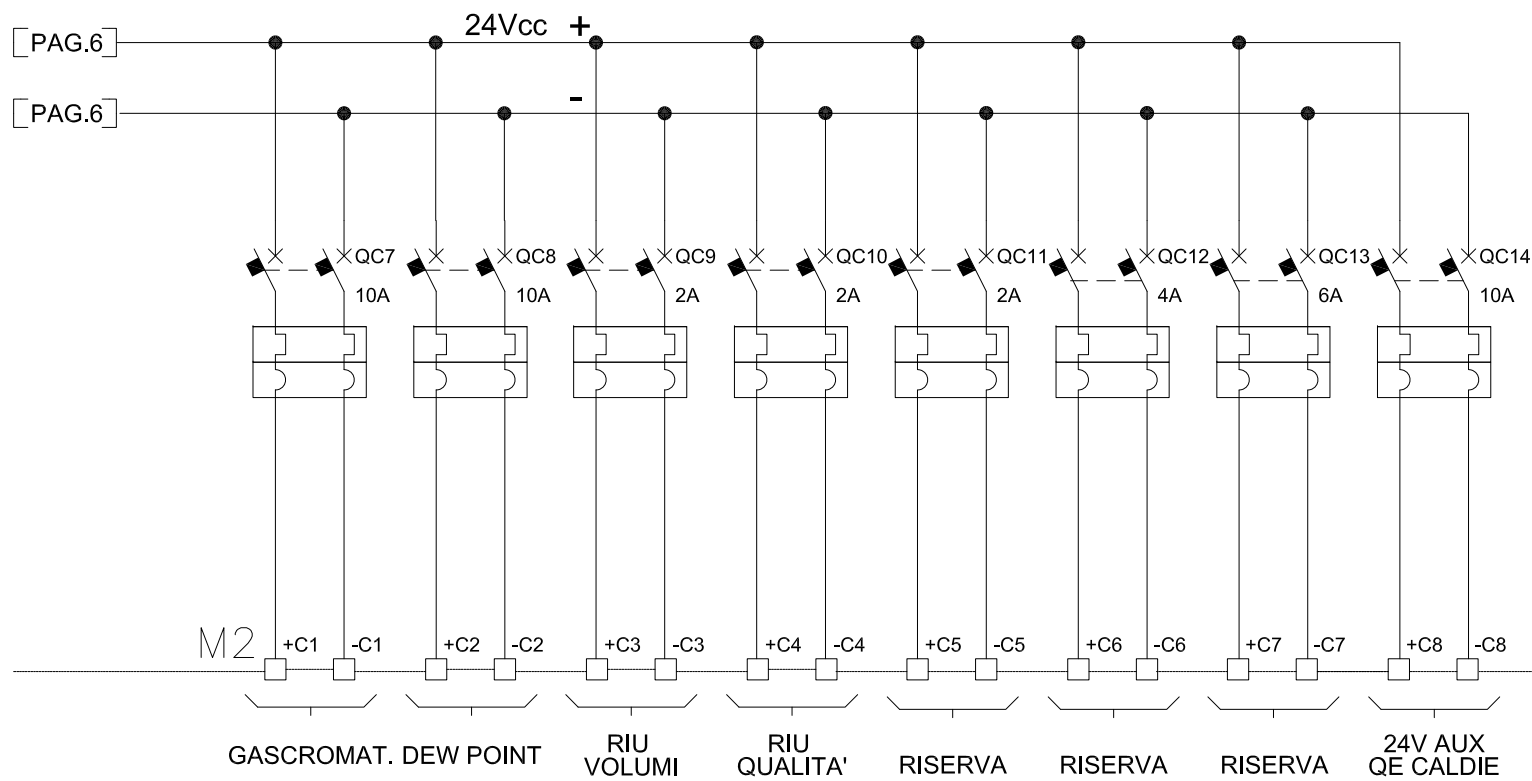 24Vcc +
[PAG.6]
-
[PAG.6]
QC7 QC8 QC9 QC10 QC11 QC12 QC13 QC14
10A 10A 2A 2A 2A 4A 6A 10A
M2 +C1 -C1 +C2 -C2 +C3 -C3 +C4 -C4 +C5 -C5 +C6 -C6 +C7 -C7 +C8 -C8
GASCROMAT.
DEW POINT
RIU
VOLUMI
RIU
QUALITA'
RISERVA
RISERVA
RISERVA
24V AUX
QE CALDIE